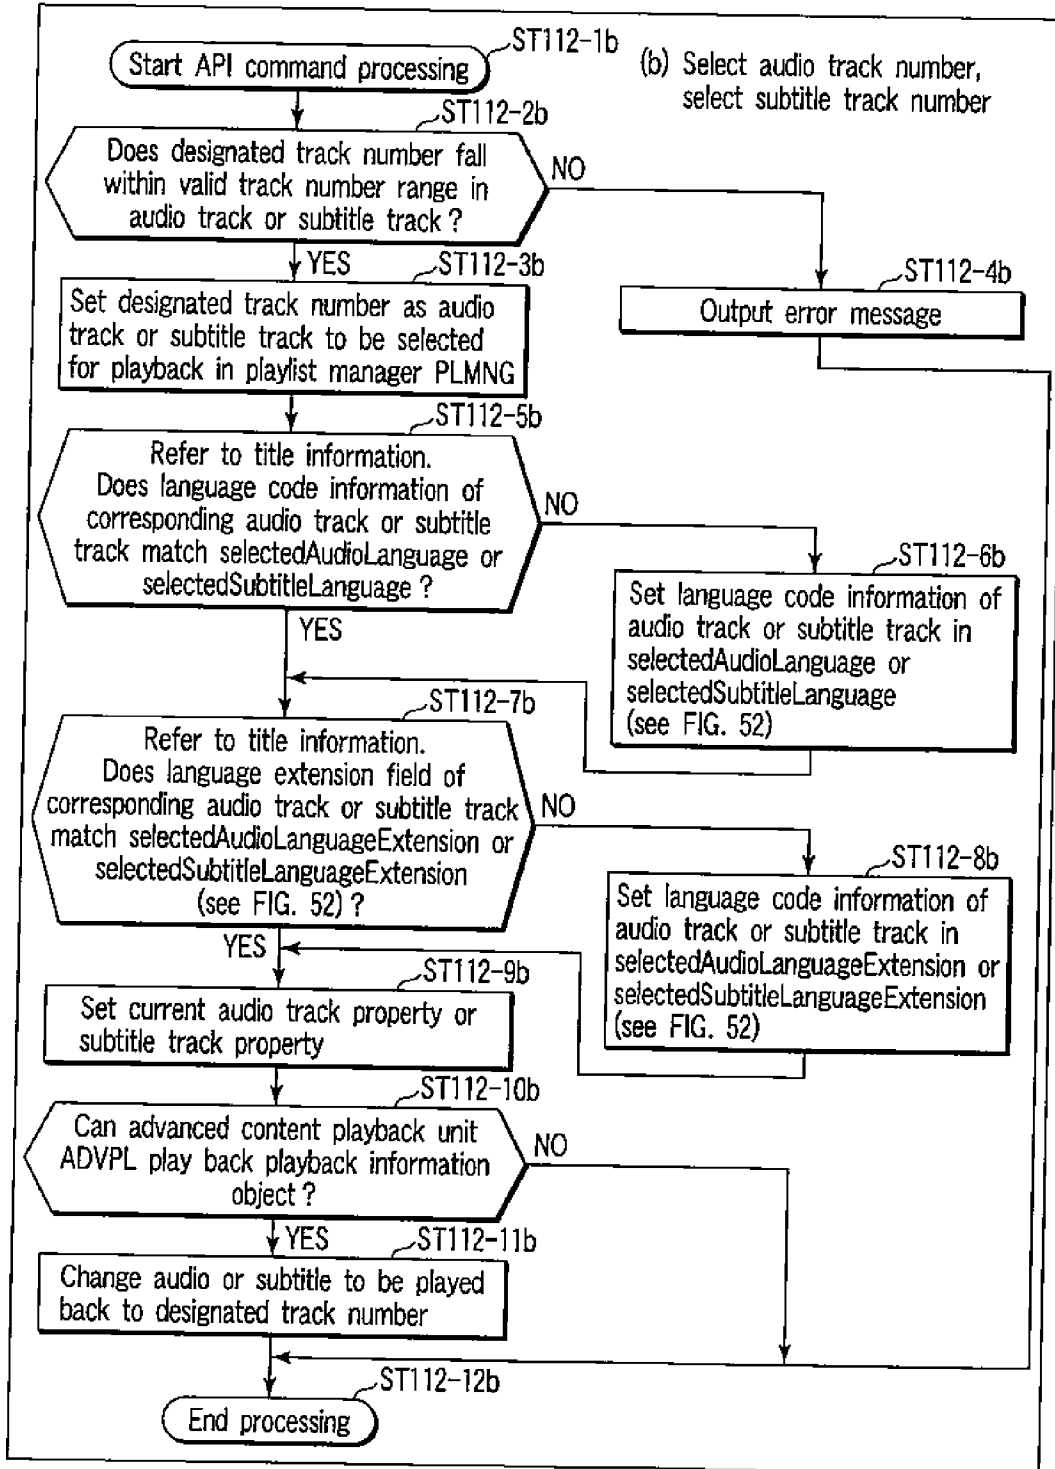 ST112-1b
Start API command processing
(b) Select audio track number,
select subtitle track number
ST112-2b
Does designated track number fall
within valid track number range in
audio track or subtitle track ?
NO
YES
ST112-3b
Set designated track number as audio
track or subtitle track to be selected
for playback in playlist manager PLMNG
ST112-4b
Output error message
ST112-5b
Refer to title information.
Does language code information of
corresponding audio track or subtitle
track match selectedAudioLanguage or
selectedSubtitleLanguage ?
NO
YES
ST112-6b
Set language code information of
audio track or subtitle track in
selectedAudioLanguage or
selectedSubtitleLanguage
(see FIG. 52)
ST112-7b
Refer to title information.
Does language extension field of
corresponding audio track or subtitle track
match selectedAudioLanguageExtension or
selectedSubtitleLanguageExtension
(see FIG. 52) ?
NO
YES
ST112-8b
Set language code information of
audio track or subtitle track in
selectedAudioLanguageExtension or
selectedSubtitleLanguageExtension
(see FIG. 52)
ST112-9b
Set current audio track property or
subtitle track property
ST112-10b
Can advanced content playback unit
ADVPL play back playback information
object ?
NO
YES
ST112-11b
Change audio or subtitle to be played
back to designated track number
ST112-12b
End processing